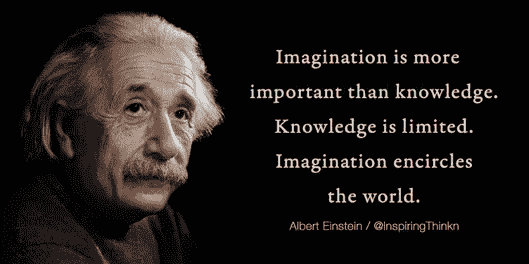 Imagination is more
important than knowledge.
Knowledge is limited.
Imagination encircles
the world.
Albert Einstein / @InspiringThinkn